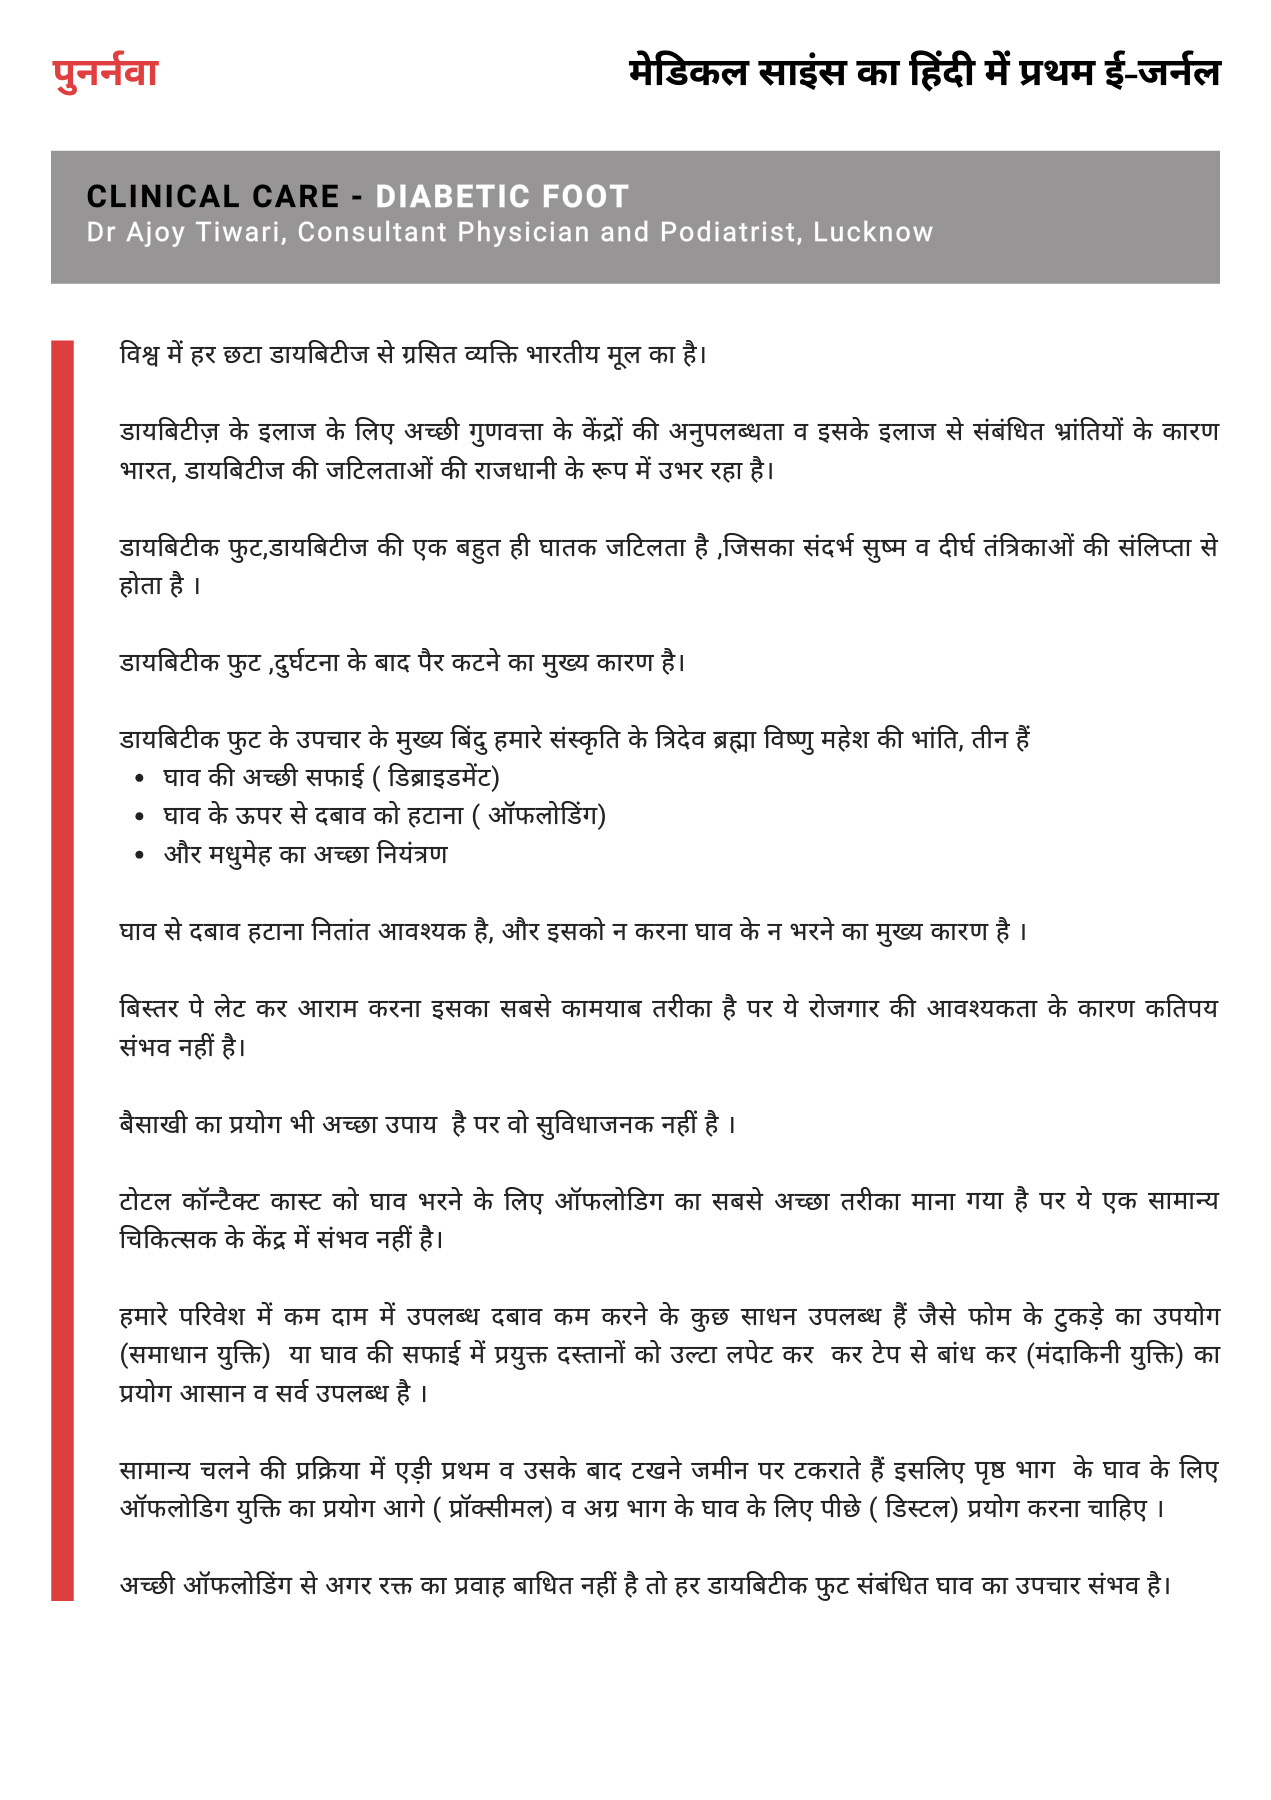 पुनर्नवा
मेडिकल साइंस का हिंदी में प्रथम ई-जर्नल
CLINICAL CARE - DIABETIC FOOT
Dr Ajoy Tiwari, Consultant Physician and Podiatrist, Lucknow
विश्व में हर छटा डायबिटीज से ग्रसित व्यक्ति भारतीय मूल का है।
डायबिटीज़ के इलाज के लिए अच्छी गुणवत्ता के केंद्रों की अनुपलब्धता व इसके इलाज से संबंधित भ्रांतियों के कारण
भारत, डायबिटीज की जटिलताओं की राजधानी के रूप में उभर रहा है।
डायबिटीक फुट,डायबिटीज की एक बहुत ही घातक जटिलता है ,जिसका संदर्भ सुष्म व दीर्घ तंत्रिकाओं की संलिप्ता से
होता है ।
डायबिटीक फुट ,दुर्घटना के बाद पैर कटने का मुख्य कारण है।
डायबिटीक फुट के उपचार के मुख्य बिंदु हमारे संस्कृति के त्रिदेव ब्रह्मा विष्णु महेश की भांति, तीन हैं
• घाव की अच्छी सफाई ( डिब्राइडमेंट)
• घाव के ऊपर से दबाव को हटाना ( ऑफलोडिंग)
• और मधुमेह का अच्छा नियंत्रण
घाव से दबाव हटाना नितांत आवश्यक है, और इसको न करना घाव के न भरने का मुख्य कारण है ।
बिस्तर पे लेट कर आराम करना इसका सबसे कामयाब तरीका है पर ये रोजगार की आवश्यकता के कारण कतिपय
संभव नहीं है।
बैसाखी का प्रयोग भी अच्छा उपाय  है पर वो सुविधाजनक नहीं है ।
टोटल कॉन्टैक्ट कास्ट को घाव भरने के लिए ऑफलोडिग का सबसे अच्छा तरीका माना गया है पर ये एक सामान्य
चिकित्सक के केंद्र में संभव नहीं है।
हमारे परिवेश में कम दाम में उपलब्ध दबाव कम करने के कुछ साधन उपलब्ध हैं जैसे फोम के टुकड़े का उपयोग
(समाधान युक्ति)  या घाव की सफाई में प्रयुक्त दस्तानों को उल्टा लपेट कर  कर टेप से बांध कर (मंदाकिनी युक्ति) का
प्रयोग आसान व सर्व उपलब्ध है ।
सामान्य चलने की प्रक्रिया में एड़ी प्रथम व उसके बाद टखने जमीन पर टकराते हैं इसलिए पृष्ठ भाग  के घाव के लिए
ऑफलोडिग युक्ति का प्रयोग आगे ( प्रॉक्सीमल) व अग्र भाग के घाव के लिए पीछे ( डिस्टल) प्रयोग करना चाहिए ।
अच्छी ऑफलोडिंग से अगर रक्त का प्रवाह बाधित नहीं है तो हर डायबिटीक फुट संबंधित घाव का उपचार संभव है।